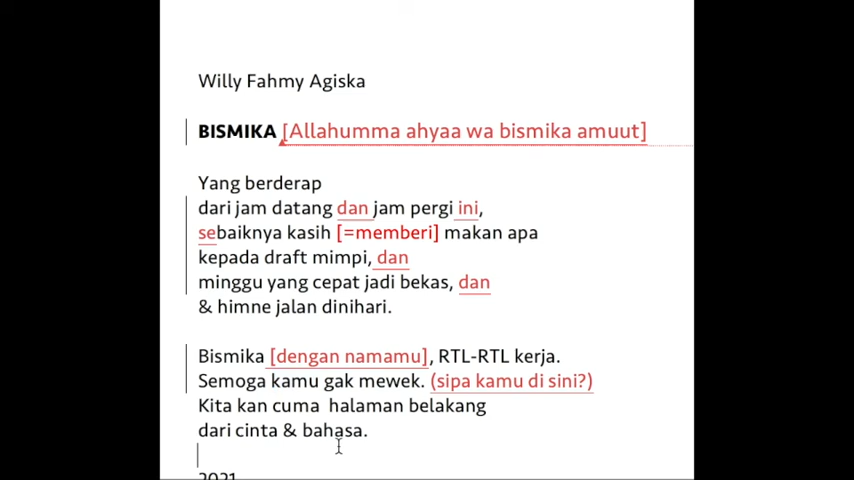 Willy Fahmy Agiska
BISMIKA [Allahumma ahyaa wa bismika amuut]
Yang berderap
dari jam datang dan jam pergi ini,
sebaiknya kasih [=memberi] makan apa
kepada draft mimpi, dan
minggu yang cepat jadi bekas, dan
& himne jalan dinihari.
Bismika [dengan namamu], RTL-RTL kerja.
Semoga kamu gak mewek. (sipa kamu di sini?)
Kita kan cuma halaman belakang
dari cinta & bahasa.
2021